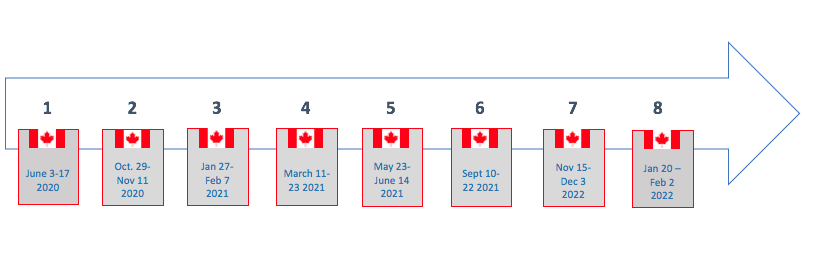 1 2 3 4 5 6 7 8
June 3-17
2020
Oct. 29-
Nov 11
2020
Jan 27-
Feb 7
2021
March 11-
23 2021
May 23-
June 14
2021
Sept 10-
22 2021
Nov 15-
Dec 3
2022
Jan 20 –
Feb 2
2022